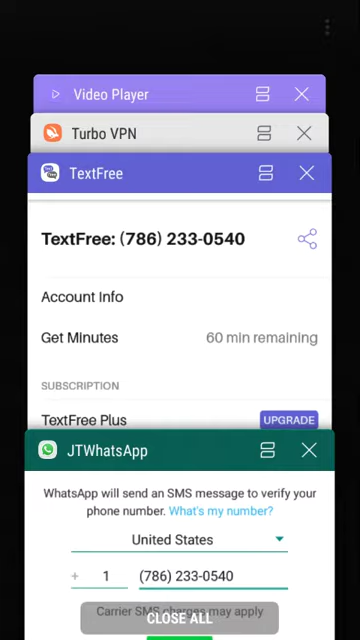 Video Player
Turbo VPN
TextFree
TextFree: (786) 233-0540
Account Info
Get Minutes 60 min remaining
SUBSCRIPTION
TextFree Plus UPGRADE
JTWhatsApp
WhatsApp will send an SMS message to verify your
phone number. What's my number?
United States
+ 1 (786) 233-0540
Carrier SMS charges may apply
CLOSE ALL